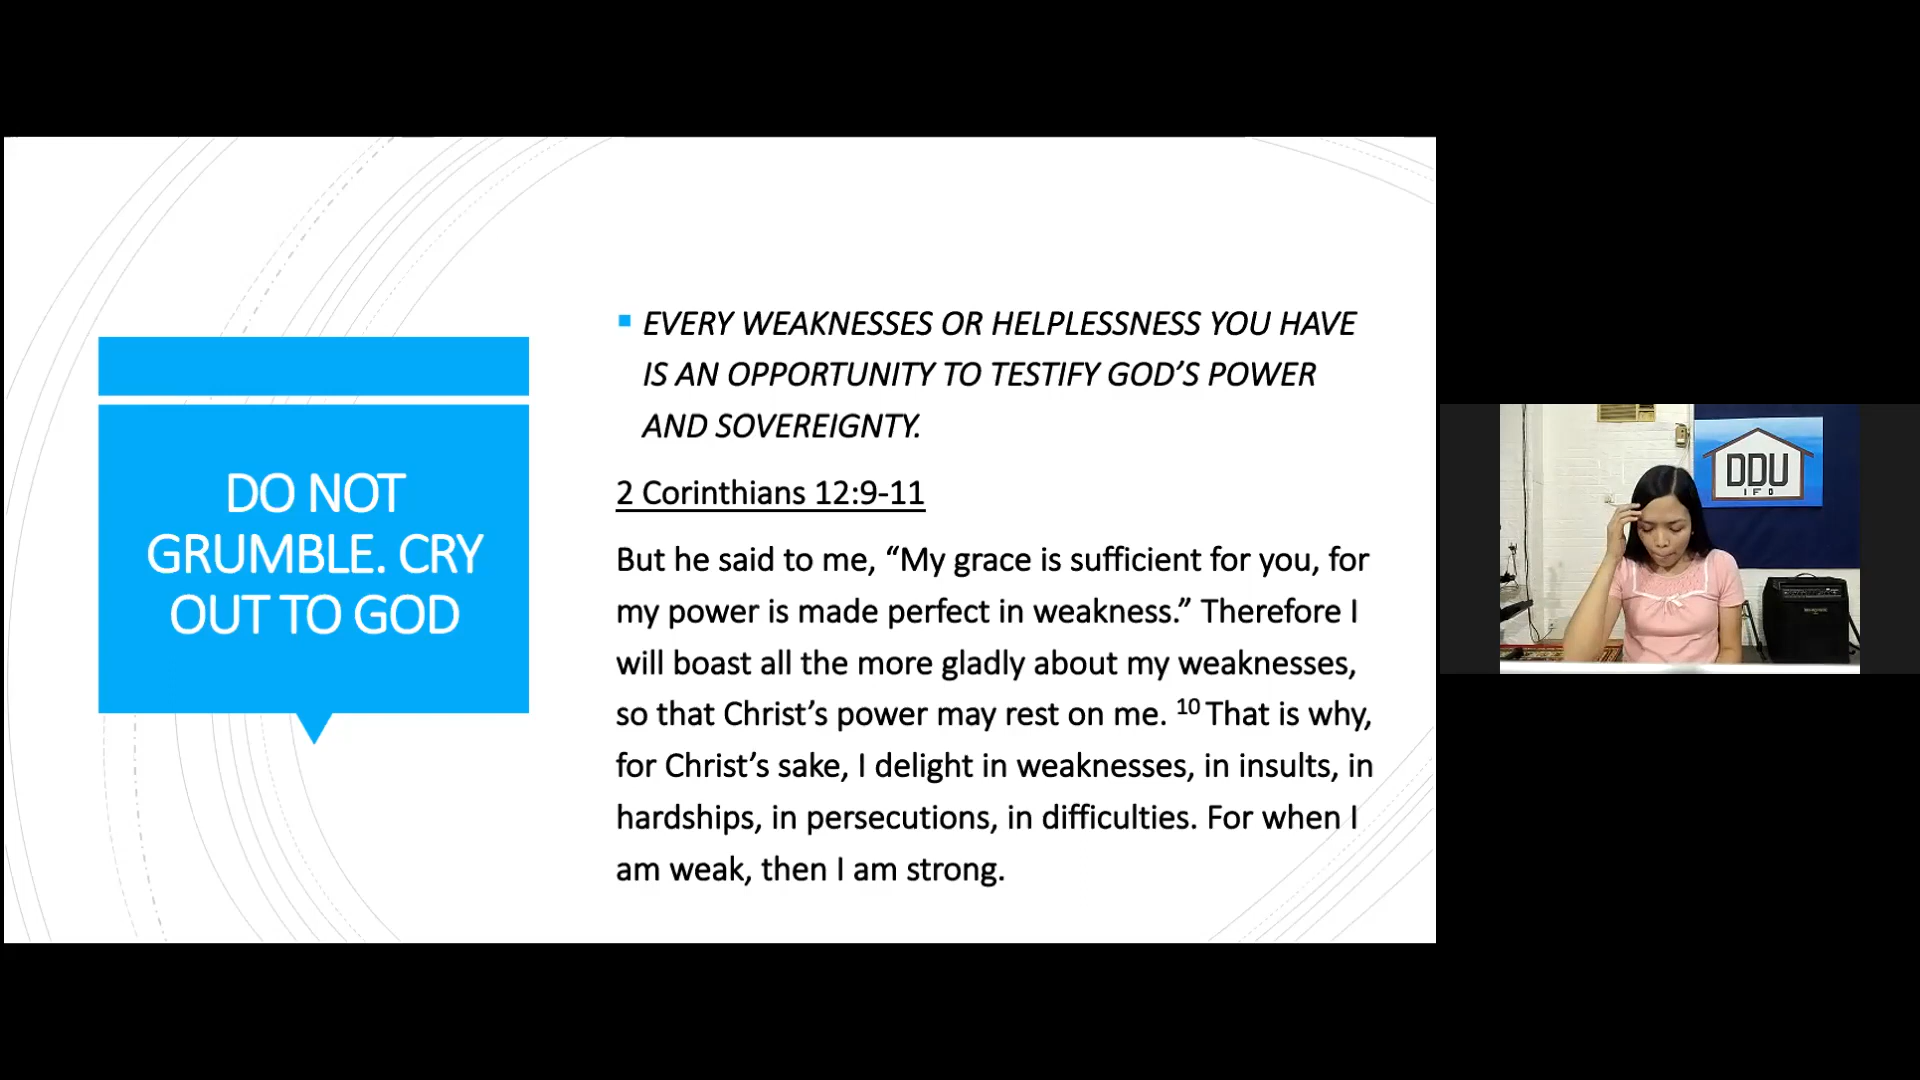 DO NOT
GRUMBLE. CRY
OUT TO GOD
EVERY WEAKNESSES OR HELPLESSNESS YOU HAVE
IS AN OPPORTUNITY TO TESTIFY GOD’S POWER
AND SOVEREIGNTY.
2 Corinthians 12:9-11
But he said to me, “My grace is sufficient for you, for
my power is made perfect in weakness.” Therefore I
will boast all the more gladly about my weaknesses,
so that Christ’s power may rest on me. 10 That is why,
for Christ’s sake, I delight in weaknesses, in insults, in
hardships, in persecutions, in difficulties. For when I
am weak, then I am strong.
DDU
IFO